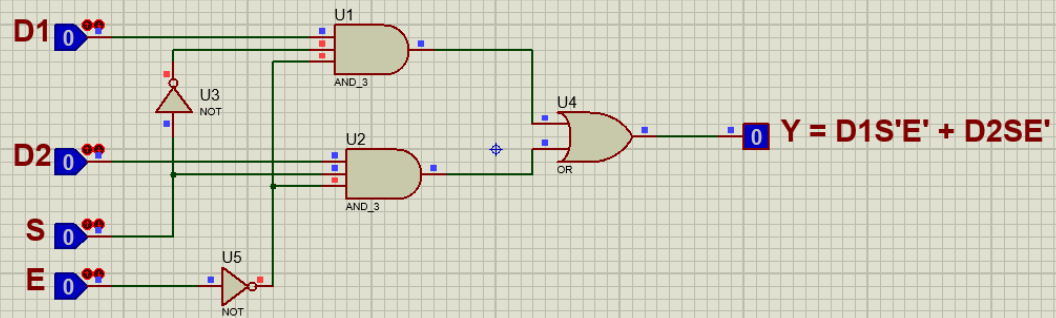 D1 0
U1
AND_3
U3
NOT
U4
OR
0 Y = D1S'E' + D2SE'
D2 0
U2
AND_3
S 0
E 0
U5
NOT